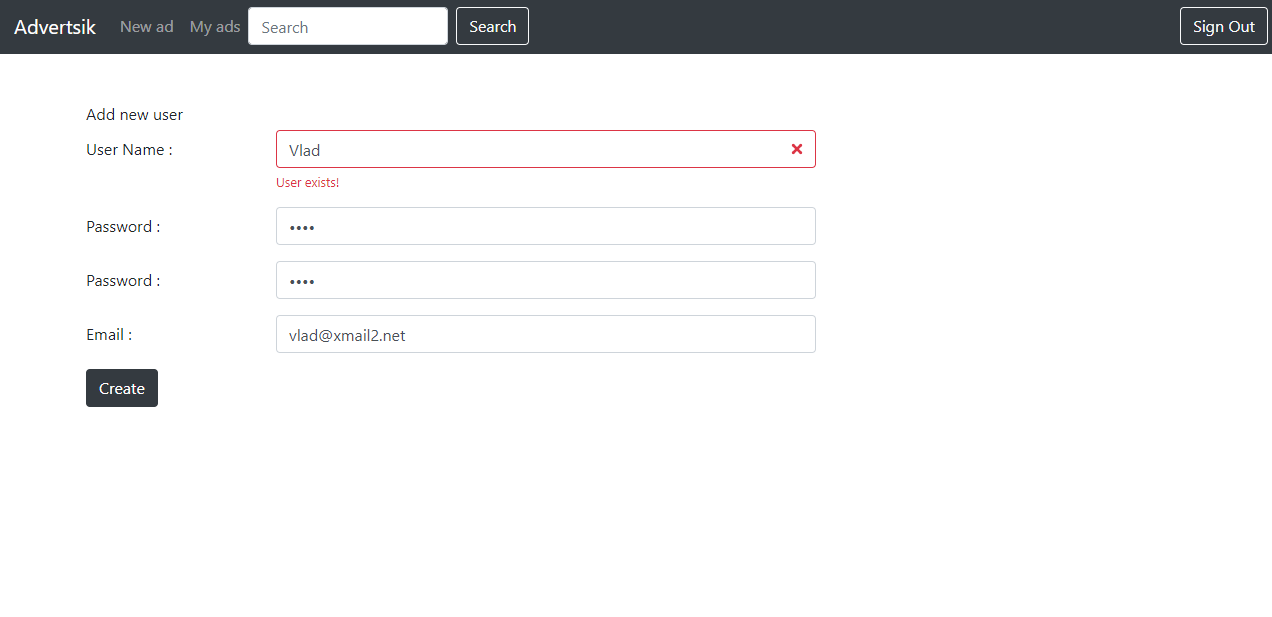 Advertsik New ad My ads Search Search Sign Out
Add new user
User Name : Vlad
User exists!
Password : ••••
Password : ••••
Email : vlad@xmail2.net
Create